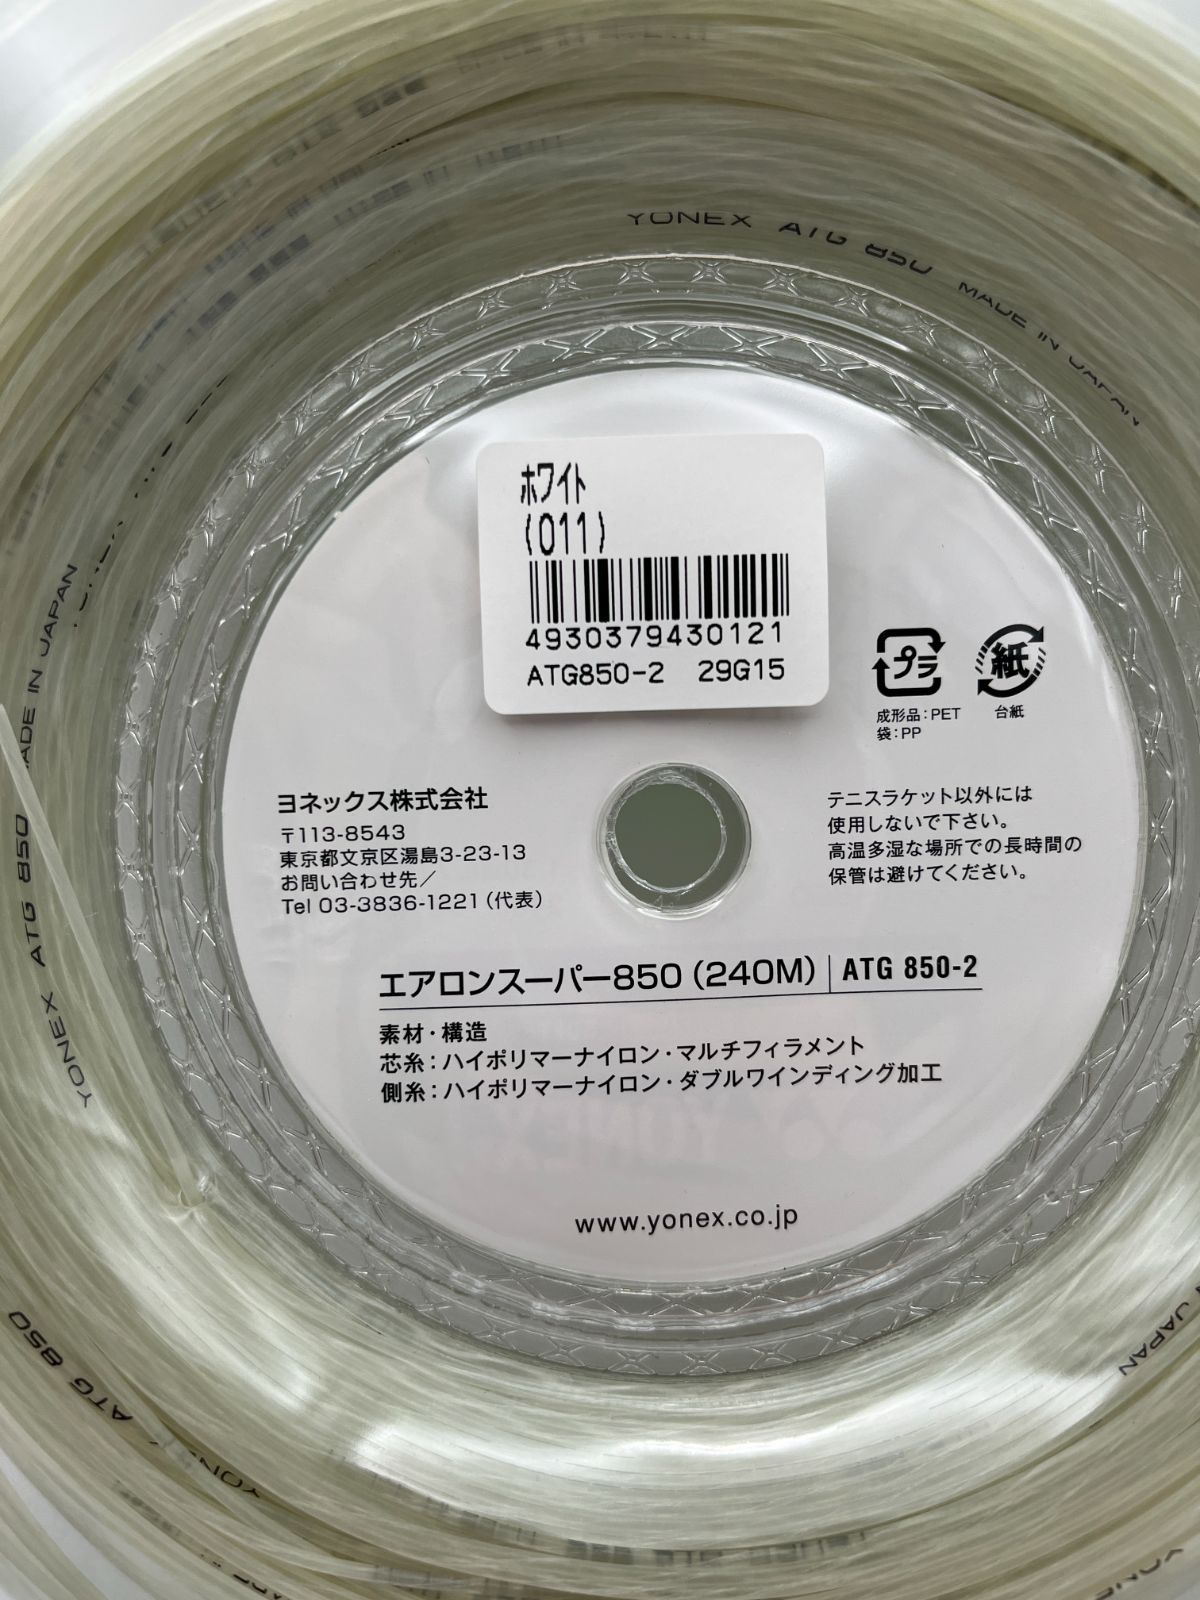 YONEX ATG 850 MADE IN JAPAN
ホワイト
(011)
4930379430121
ATG850-2 29G15
プラ
紙
成形品：PET
袋：PP
台紙
ヨネックス株式会社
〒113-8543
東京都文京区湯島3-23-13
お問い合わせ先／
Tel 03-3836-1221（代表）
テニスラケット以外には
使用しないで下さい。
高温多湿な場所での長時間の
保管は避けてください。
エアロンスーパー850（240M） ATG 850-2
素材・構造
芯糸：ハイポリマーナイロン・マルチフィラメント
側糸：ハイポリマーナイロン・ダブルワインディング加工
www.yonex.co.jp
YONEX ATG 850 MADE IN JAPAN
YONEX ATG 850
JAPAN